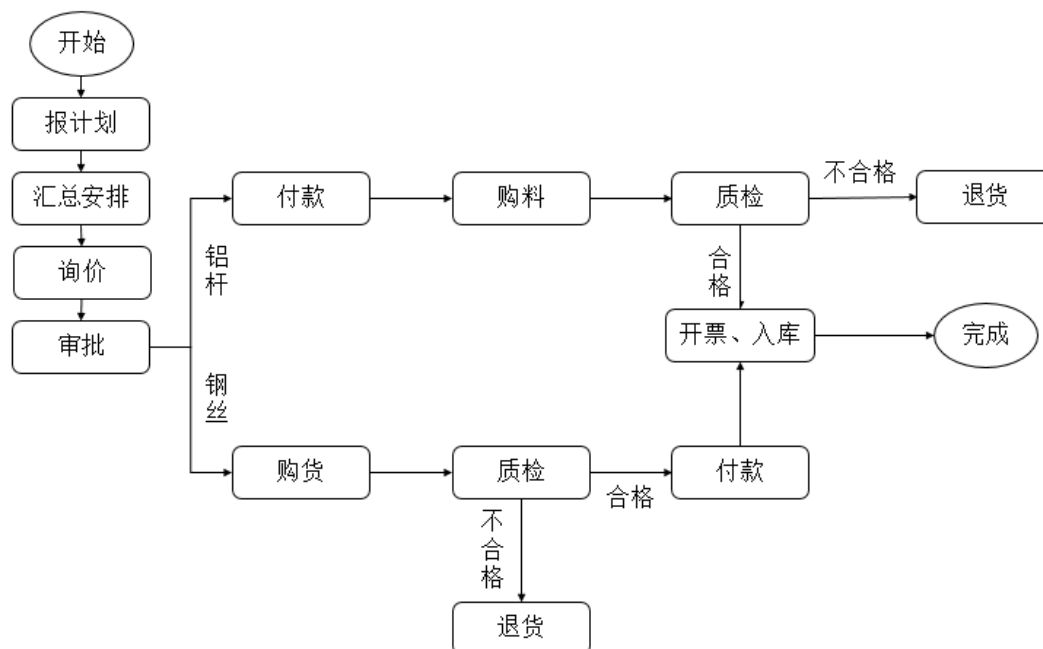 开始
报计划
汇总安排
询价
审批
铝杆
付款
购料
质检
不合格
退货
合格
开票、入库
完成
钢丝
购货
质检
合格
付款
不合格
退货